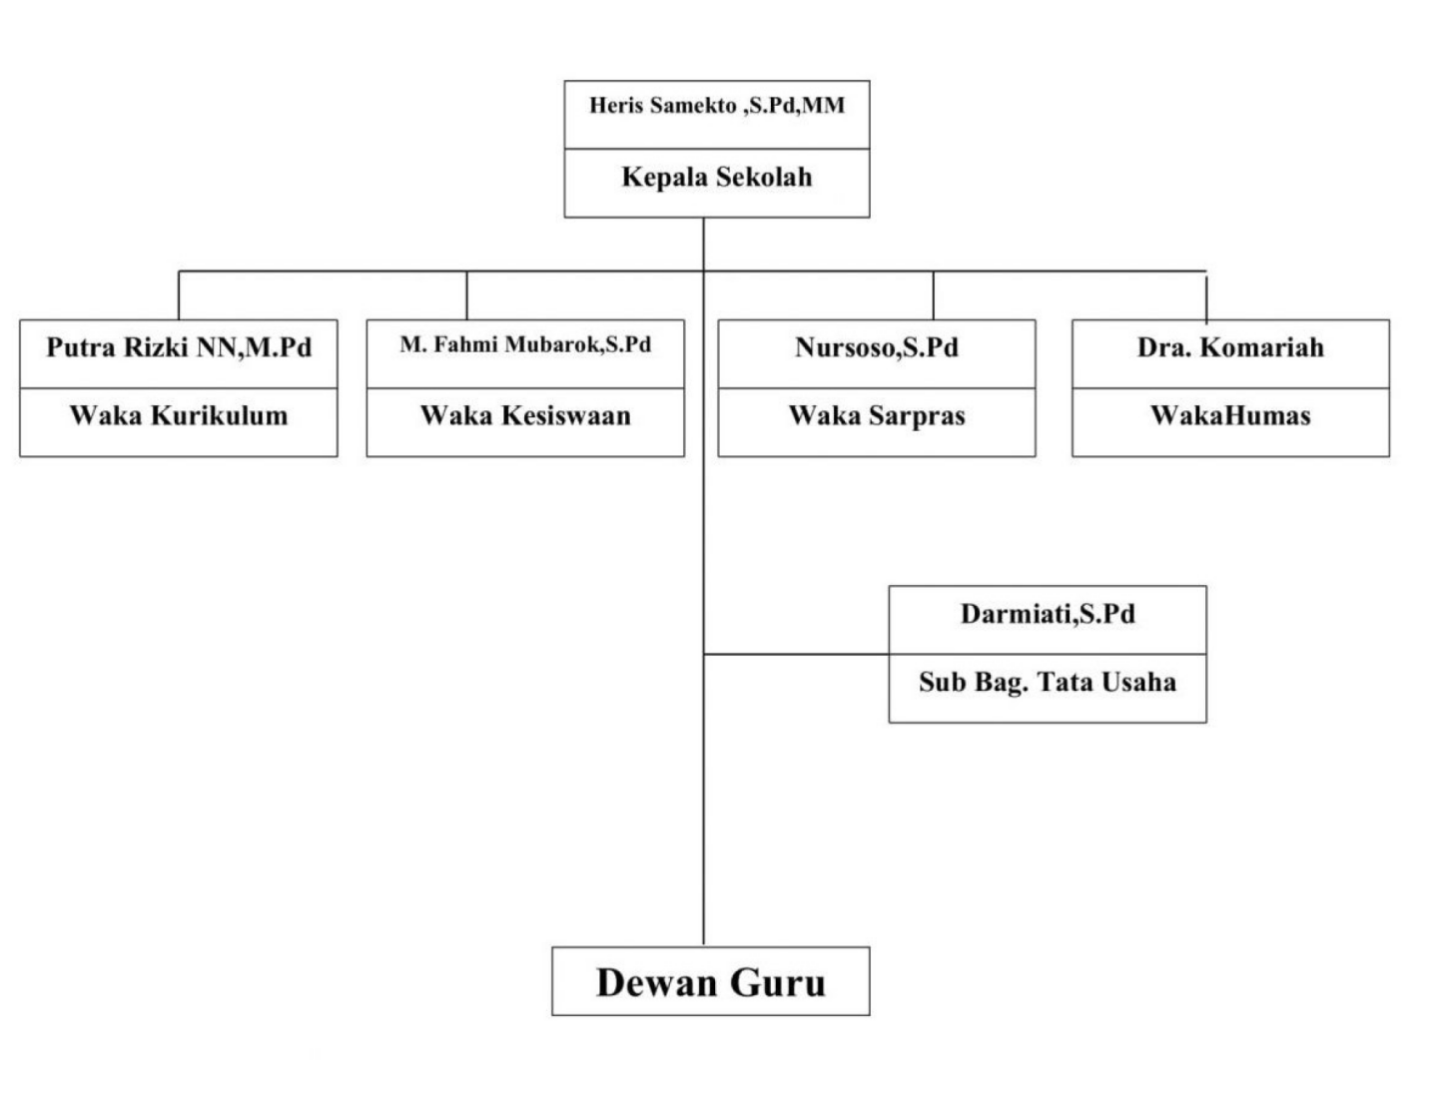 Heris Samekto ,S.Pd,MM
Kepala Sekolah
Putra Rizki NN,M.Pd
Waka Kurikulum
M. Fahmi Mubarok,S.Pd
Waka Kesiswaan
Nursoso,S.Pd
Waka Sarpras
Dra. Komariah
WakaHumas
Darmiati,S.Pd
Sub Bag. Tata Usaha
Dewan Guru